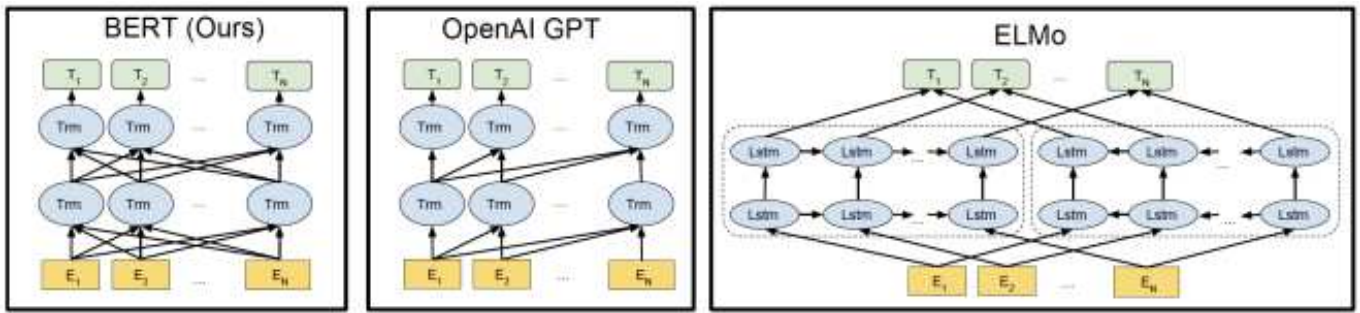 BERT (Ours)
T1 T2 ... TN
Trm Trm ... Trm
Trm Trm ... Trm
E1 E2 ... EN
OpenAI GPT
T1 T2 ... TN
Trm Trm ... Trm
Trm Trm ... Trm
E1 E2 ... EN
ELMo
T1 T2 ... TN
Lstm Lstm ... Lstm Lstm Lstm ... Lstm
Lstm Lstm ... Lstm Lstm Lstm ... Lstm
E1 E2 ... EN